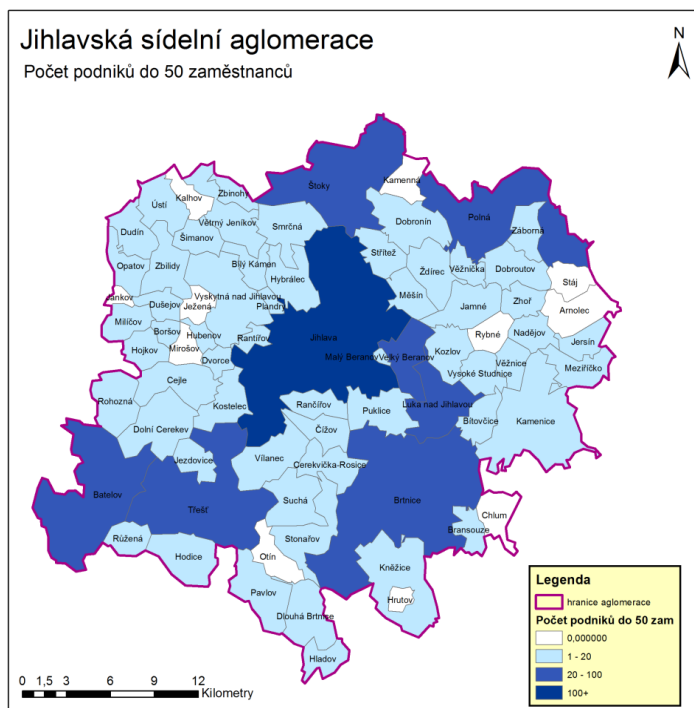 Jihlavská sídelní aglomerace
Počet podniků do 50 zaměstnanců
N
Štoky
Kamenná
Zbinohy
Kalhov
Ústí
Polná
Větrný Jeníkov
Smrčná
Dobronín
Dudín
Šimanov
Záborná
Střítež
Opatov
Zbilidy
Bílý Kámen
Ždírec
Věžnička
Dobroutov
Hybrálec
Stáj
Jankov
Vyskytná nad Jihlavou
Měšín
Dušejov
Ježená
Plandry
Jamné
Zhoř
Arnolec
Milíčov
Boršov
Hubenov
Rantířov
Jihlava
Rybné
Nadějov
Jersín
Hojkov
Mirošov
Dvorce
Malý Beranov
Velký Beranov
Kozlov
Věžnice
Meziříčko
Vysoké Studnice
Cejle
Rohozná
Kostelec
Rančířov
Puklice
Luka nad Jihlavou
Dolní Cerekev
Čížov
Bítovčice
Kamenice
Jezdovice
Vílanec
Cerekvička-Rosice
Batelov
Třešť
Suchá
Brtnice
Chlum
Růžená
Stonařov
Bransouze
Hodice
Otín
Kněžice
Pavlov
Hrutov
Dlouhá Brtnice
Hladov
Legenda
hranice aglomerace
Počet podniků do 50 zam
0,000000
1 - 20
20 - 100
100+
0 1,5 3 6 9 12
Kilometry